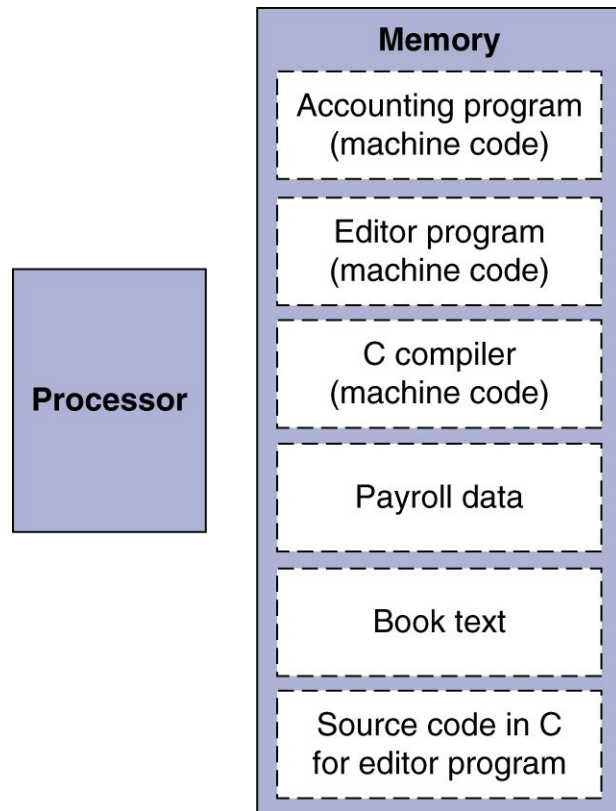 Memory
Accounting program
(machine code)
Editor program
(machine code)
C compiler
(machine code)
Processor
Payroll data
Book text
Source code in C
for editor program